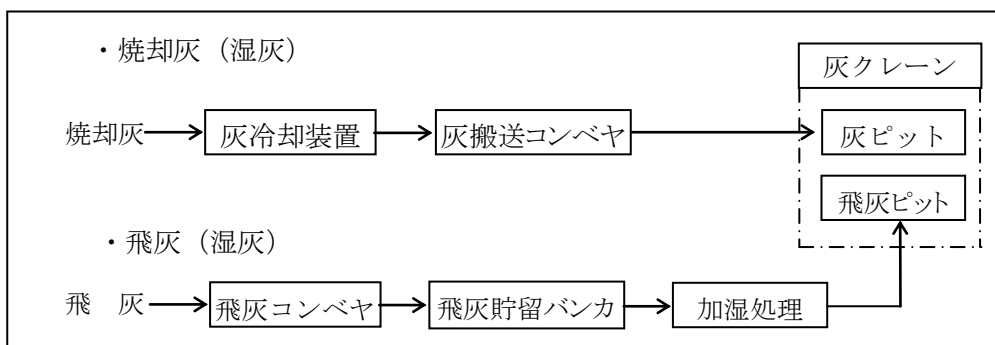 ・焼却灰（湿灰）
灰クレーン
焼却灰 灰冷却装置 灰搬送コンベヤ 灰ピット
飛灰ピット
・飛灰（湿灰）
飛　灰 飛灰コンベヤ 飛灰貯留バンカ 加湿処理